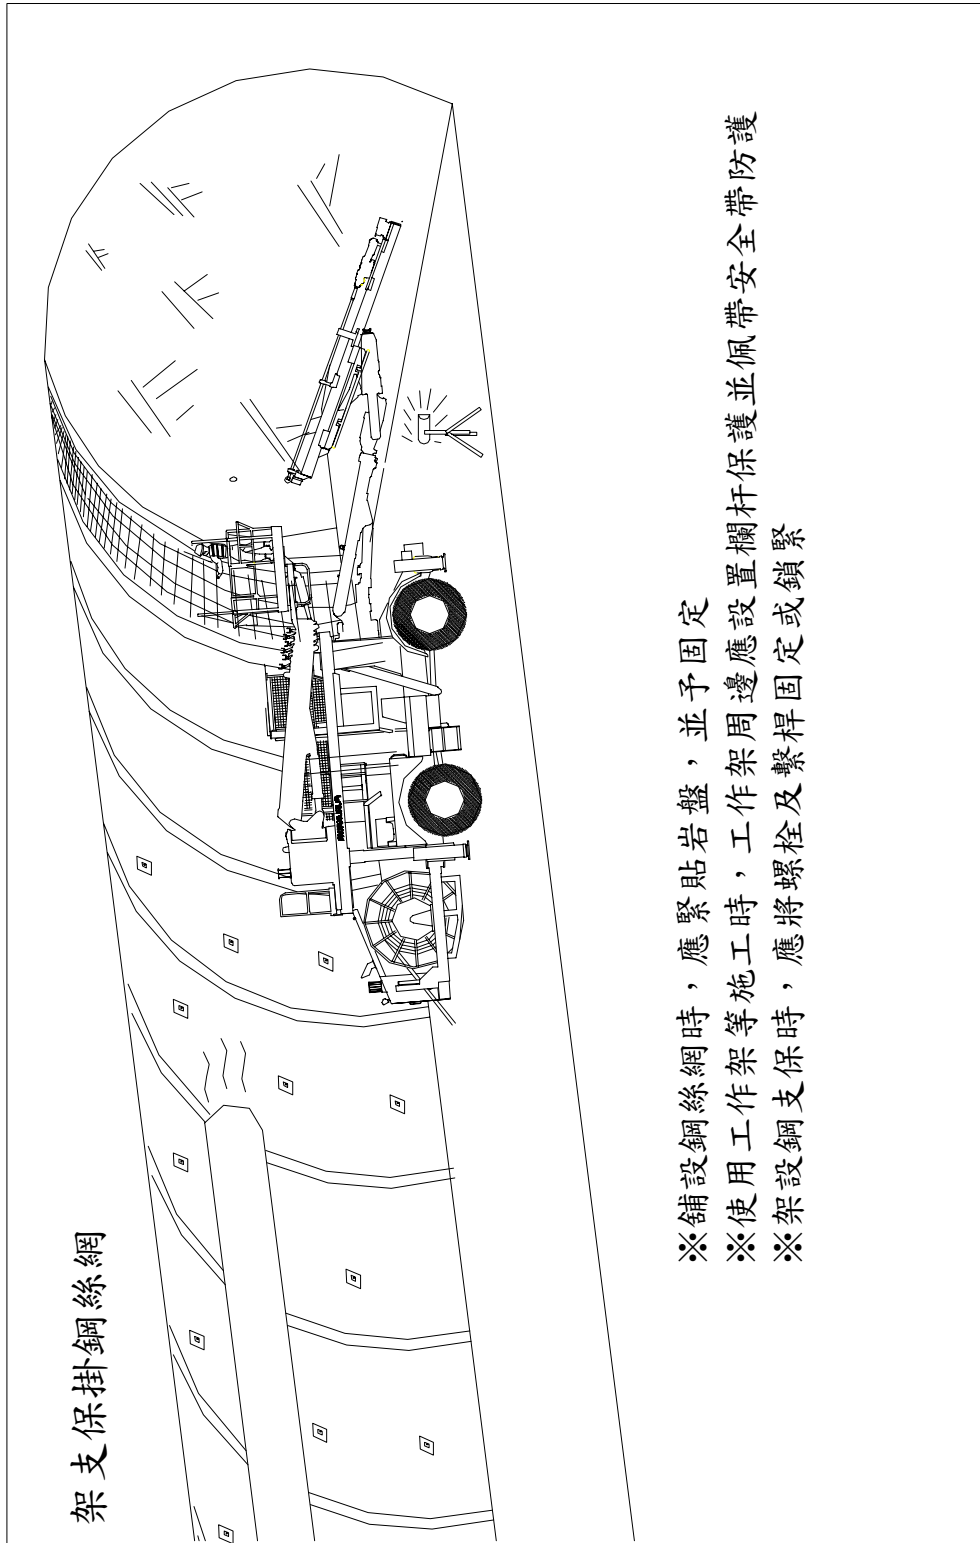 架支保掛鋼絲網
※舖設鋼絲網時，應緊貼岩盤，並予固定
※使用工作架等施工時，工作架周邊應設置欄杆保護並佩帶安全帶防護
※架設鋼支保時，應將螺栓及繫桿固定或鎖緊